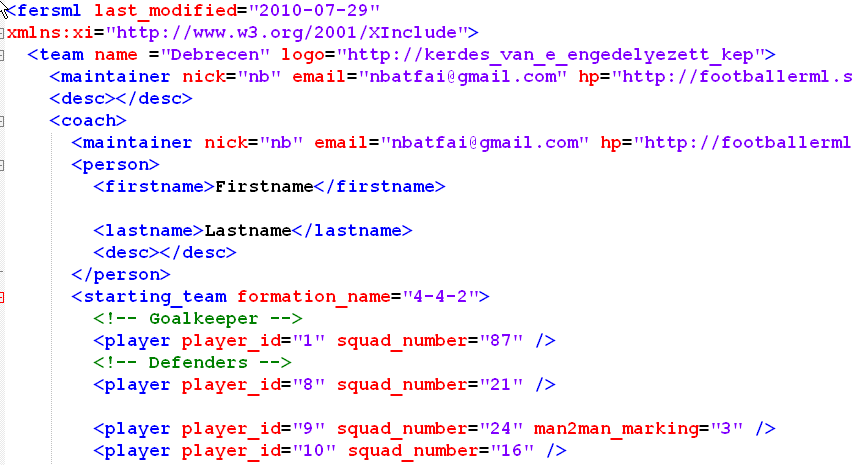 <fersml last_modified="2010-07-29"
xmlns:xi="http://www.w3.org/2001/XInclude">
<team name ="Debrecen" logo="http://kerdes_van_e_engedelyezett_kep">
<maintainer nick="nb" email="nbatfai@gmail.com" hp="http://footballerml.s
<desc></desc>
<coach>
<maintainer nick="nb" email="nbatfai@gmail.com" hp="http://footballerml
<person>
<firstname>Firstname</firstname>
<lastname>Lastname</lastname>
<desc></desc>
</person>
<starting_team formation_name="4-4-2">
<!-- Goalkeeper -->
<player player_id="1" squad_number="87" />
<!-- Defenders -->
<player player_id="8" squad_number="21" />
<player player_id="9" squad_number="24" man2man_marking="3" />
<player player_id="10" squad_number="16" />